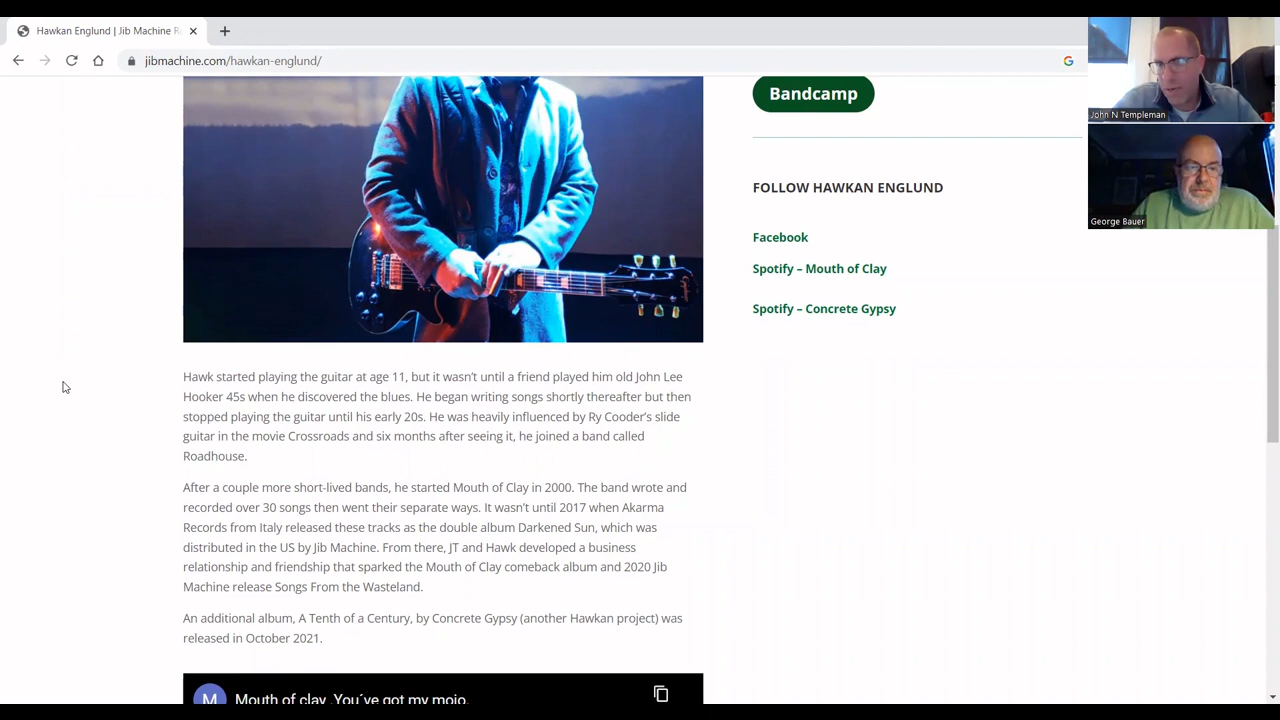 Hawkan Englund | Jib Machine R
jibmachine.com/hawkan-englund/
John N Templeman
George Bauer
Bandcamp
FOLLOW HAWKAN ENGLUND
Facebook
Spotify – Mouth of Clay
Spotify – Concrete Gypsy
Hawk started playing the guitar at age 11, but it wasn't until a friend played him old John Lee
Hooker 45s when he discovered the blues. He began writing songs shortly thereafter but then
stopped playing the guitar until his early 20s. He was heavily influenced by Ry Cooder's slide
guitar in the movie Crossroads and six months after seeing it, he joined a band called
Roadhouse.
After a couple more short-lived bands, he started Mouth of Clay in 2000. The band wrote and
recorded over 30 songs then went their separate ways. It wasn't until 2017 when Akarma
Records from Italy released these tracks as the double album Darkened Sun, which was
distributed in the US by Jib Machine. From there, JT and Hawk developed a business
relationship and friendship that sparked the Mouth of Clay comeback album and 2020 Jib
Machine release Songs From the Wasteland.
An additional album, A Tenth of a Century, by Concrete Gypsy (another Hawkan project) was
released in October 2021.
M
Mouth of clay .You´ve got my mojo.